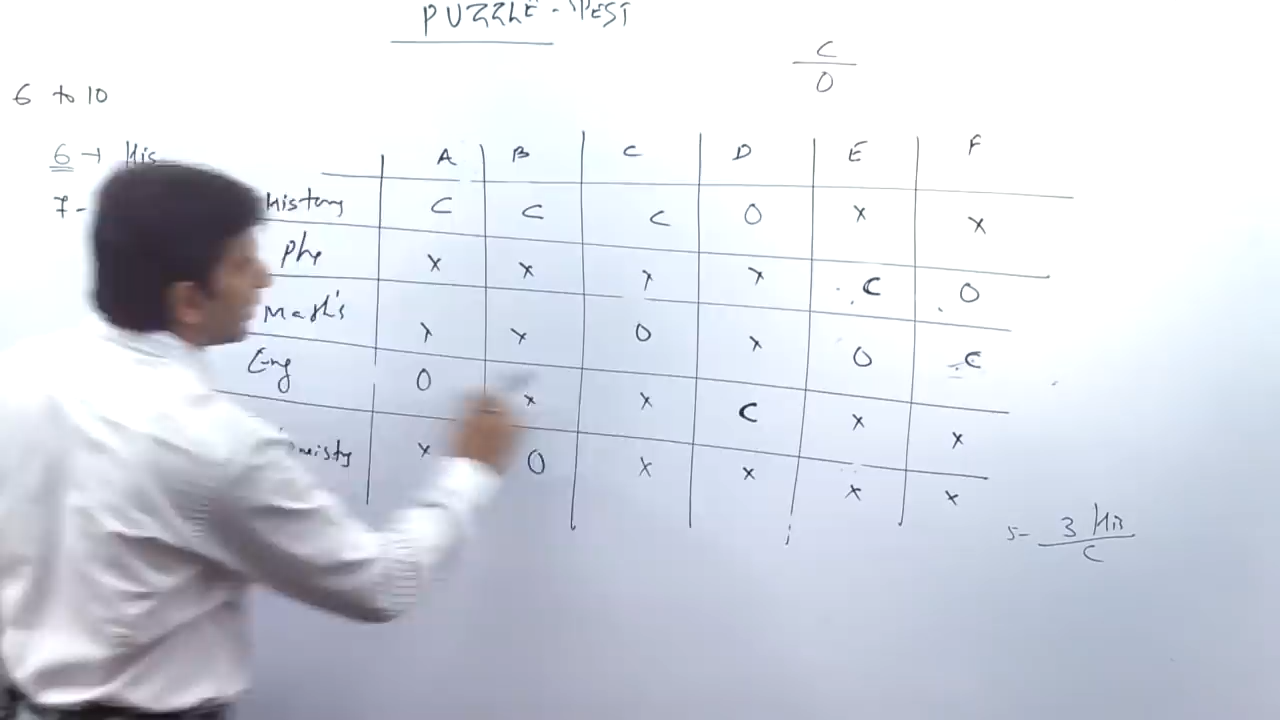 PUZZLE - TEST
C
O
6 to 10
6 → His
7 -
A B C D E F
History C C C O x x
Phy x x x x C O
Math's x x O x O C
Eng O x x C x x
x O x x x x
5- 3 His
C